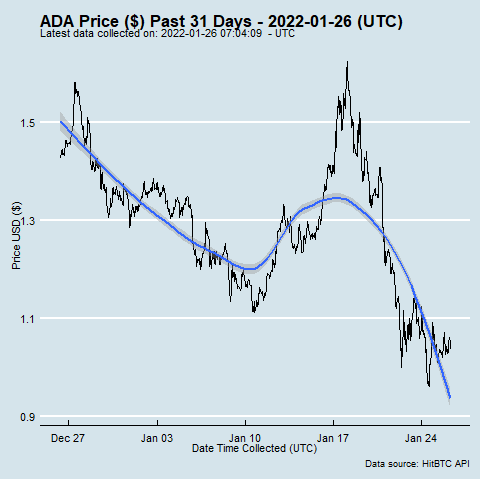 ADA Price ($) Past 31 Days - 2022-01-26 (UTC)
Latest data collected on: 2022-01-26 07:04:09  - UTC
1.5
1.3
1.1
0.9
Price USD ($)
Dec 27
Jan 03
Jan 10
Jan 17
Jan 24
Date Time Collected (UTC)
Data source: HitBTC API